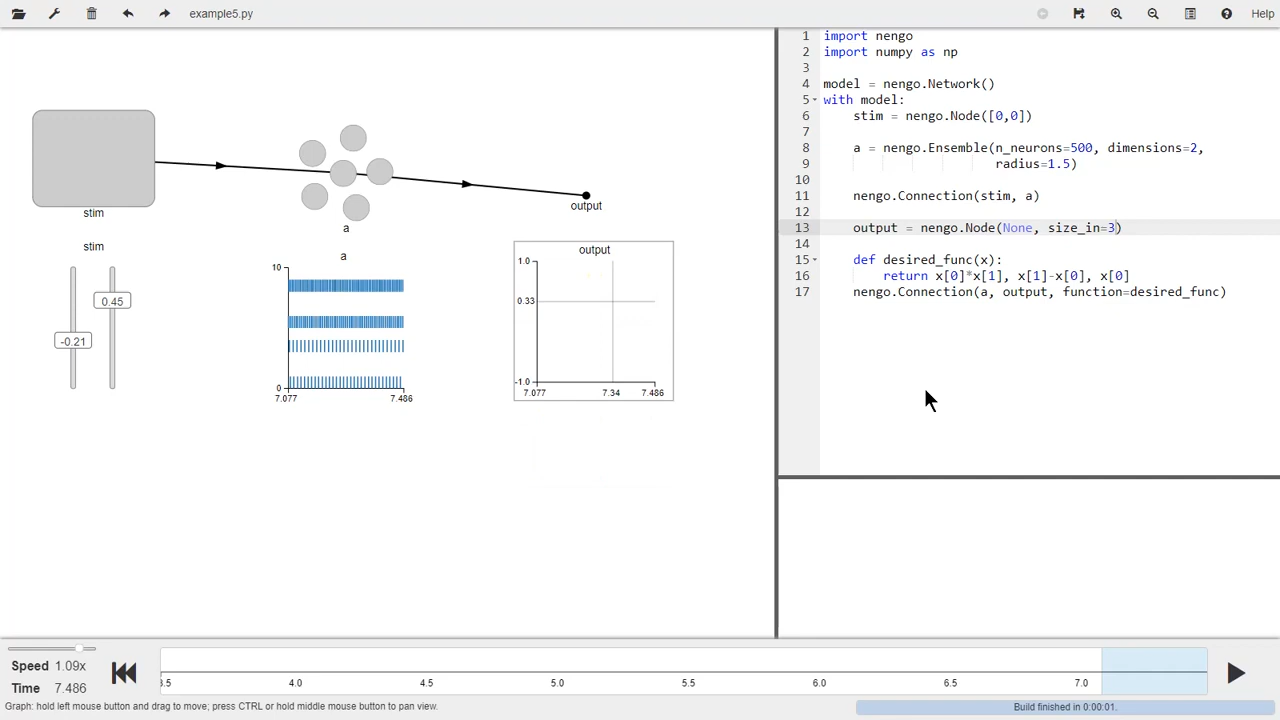 example5.py
Help
1 import nengo
2 import numpy as np
3
4 model = nengo.Network()
5 with model:
6 stim = nengo.Node([0,0])
7
8 a = nengo.Ensemble(n_neurons=500, dimensions=2,
9 radius=1.5)
10
11 nengo.Connection(stim, a)
12
13 output = nengo.Node(None, size_in=3)
14
15 def desired_func(x):
16 return x[0]*x[1], x[1]-x[0], x[0]
17 nengo.Connection(a, output, function=desired_func)
stim
output
a
stim
-0.21
0.45
a
10
0
7.077 7.486
output
1.0
0.33
-1.0
7.077 7.34 7.486
Speed 1.09x
Time 7.486
3.5 4.0 4.5 5.0 5.5 6.0 6.5 7.0
Graph: hold left mouse button and drag to move; press CTRL or hold middle mouse button to pan view.
Build finished in 0:00:01.